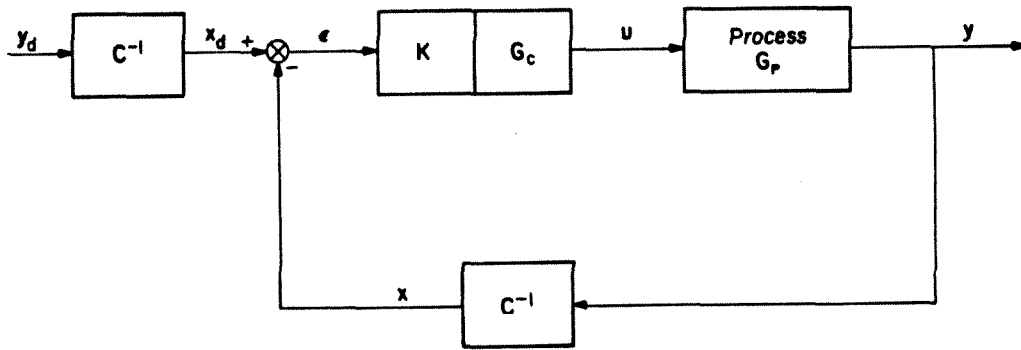 y_d
C⁻¹
x_d
+
-
ϵ
K
G_c
u
Process
G_P
y
x
C⁻¹